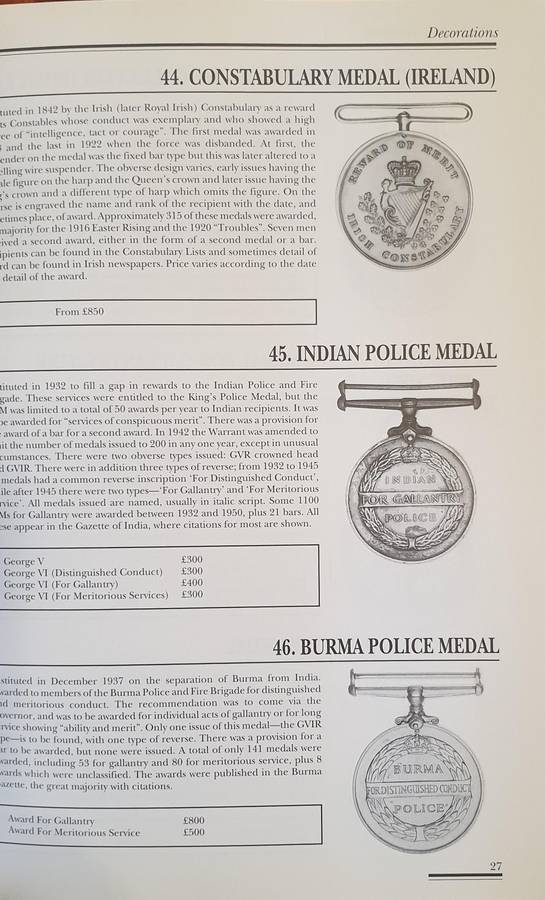 Decorations
44. CONSTABULARY MEDAL (IRELAND)
tuted in 1842 by the Irish (later Royal Irish) Constabulary as a reward
Constables whose conduct was exemplary and who showed a high
ee of “intelligence, tact or courage”. The first medal was awarded in
and the last in 1922 when the force was disbanded. At first, the
ender on the medal was the fixed bar type but this was later altered to a
elling wire suspender. The obverse design varies, early issues having the
ale figure on the harp and the Queen's crown and later issue having the
g's crown and a different type of harp which omits the figure. On the
rse is engraved the name and rank of the recipient with the date, and
etimes place, of award. Approximately 315 of these medals were awarded,
majority for the 1916 Easter Rising and the 1920 “Troubles”. Seven men
ived a second award, either in the form of a second medal or a bar.
ipients can be found in the Constabulary Lists and sometimes detail of
rd can be found in Irish newspapers. Price varies according to the date
detail of the award.
REWARD OF MERIT
IRISH CONSTABULARY
From £850
45. INDIAN POLICE MEDAL
tituted in 1932 to fill a gap in rewards to the Indian Police and Fire
gade. These services were entitled to the King's Police Medal, but the
M was limited to a total of 50 awards per year to Indian recipients. It was
be awarded for “services of conspicuous merit”. There was provision for
award of a bar for a second award. In 1942 the Warrant was amended to
it the number of medals issued to 200 in any one year, except in unusual
cumstances. There were two obverse types issued: GVR crowned head
d GVIR. There were in addition three types of reverse; from 1932 to 1945
medals had a common reverse inscription ‘For Distinguished Conduct’,
ile after 1945 there were two types—‘For Gallantry’ and ‘For Meritorious
rvice’. All medals issued are named, usually in italic script. Some 1100
Ms for Gallantry were awarded between 1932 and 1950, plus 21 bars. All
ese appear in the Gazette of India, where citations for most are shown.
INDIAN
FOR GALLANTRY
POLICE
George V £300
George VI (Distinguished Conduct) £300
George VI (For Gallantry) £400
George VI (For Meritorious Services) £300
46. BURMA POLICE MEDAL
stituted in December 1937 on the separation of Burma from India.
warded to members of the Burma Police and Fire Brigade for distinguished
nd meritorious conduct. The recommendation was to come via the
overnor, and was to be awarded for individual acts of gallantry or for long
rvice showing “ability and merit”. Only one issue of this medal—the GVIR
pe—is to be found, with one type of reverse. There was a provision for a
ar to be awarded, but none were issued. A total of only 141 medals were
warded, including 53 for gallantry and 80 for meritorious service, plus 8
wards which were unclassified. The awards were published in the Burma
azette, the great majority with citations.
BURMA
FOR DISTINGUISHED CONDUCT
POLICE
Award For Gallantry £800
Award For Meritorious Service £500
27